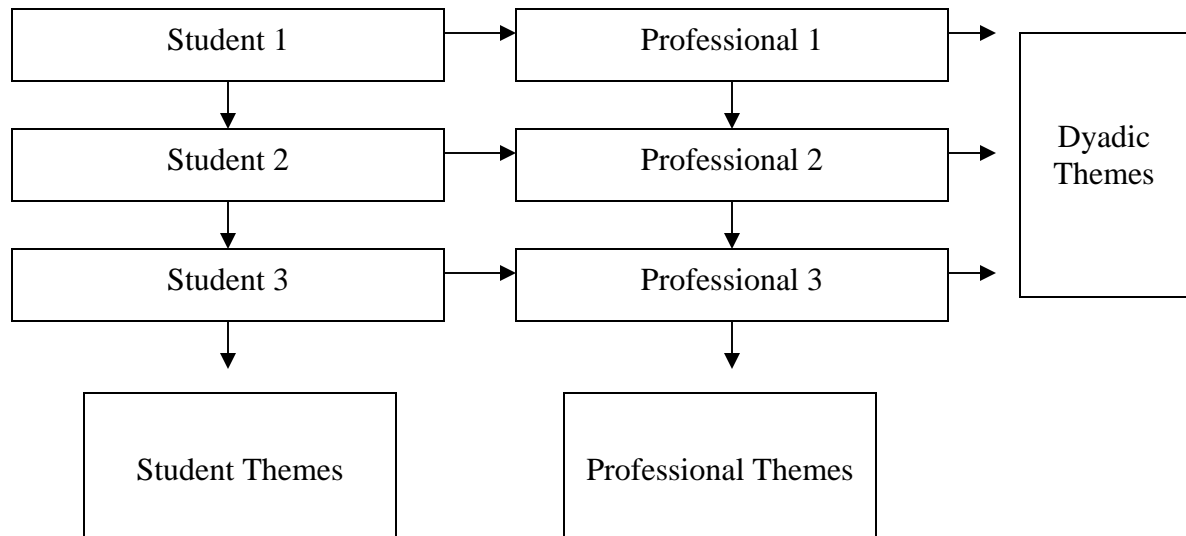 Student 1
Professional 1
Student 2
Professional 2
Dyadic
Themes
Student 3
Professional 3
Student Themes
Professional Themes